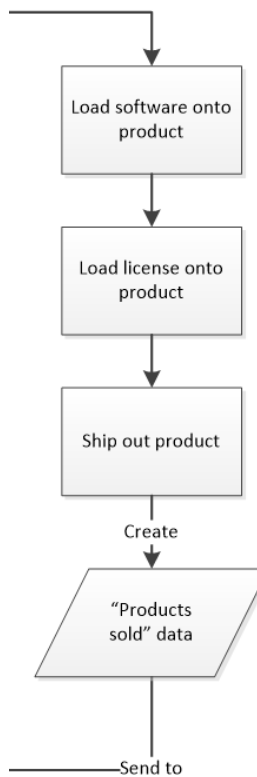 Load software onto
product
Load license onto
product
Ship out product
Create
“Products
sold” data
Send to